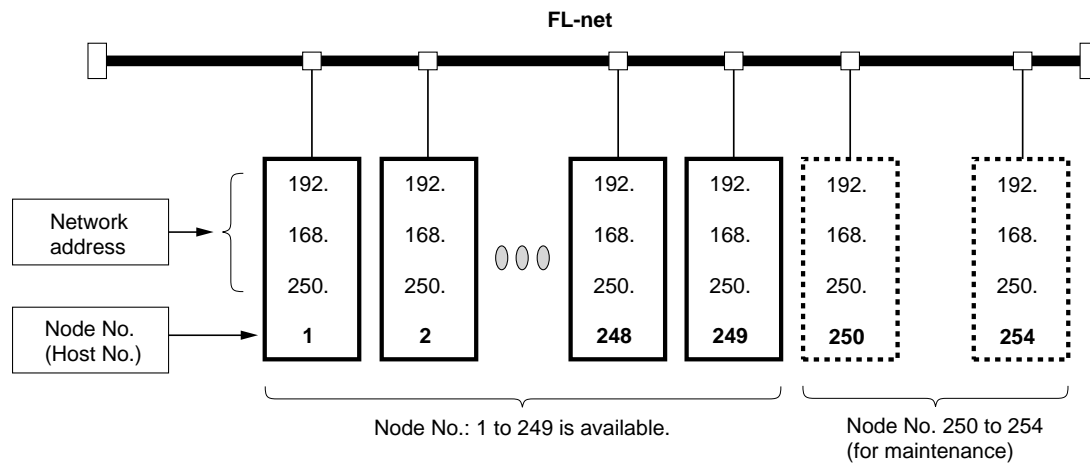 FL-net
192. 192. 192. 192. 192. 192.
Network
address
168. 168. 168. 168. 168. 168.
250. 250. 250. 250. 250. 250.
Node No.
(Host No.)
1 2 248 249 250 254
Node No.: 1 to 249 is available.
Node No. 250 to 254
(for maintenance)